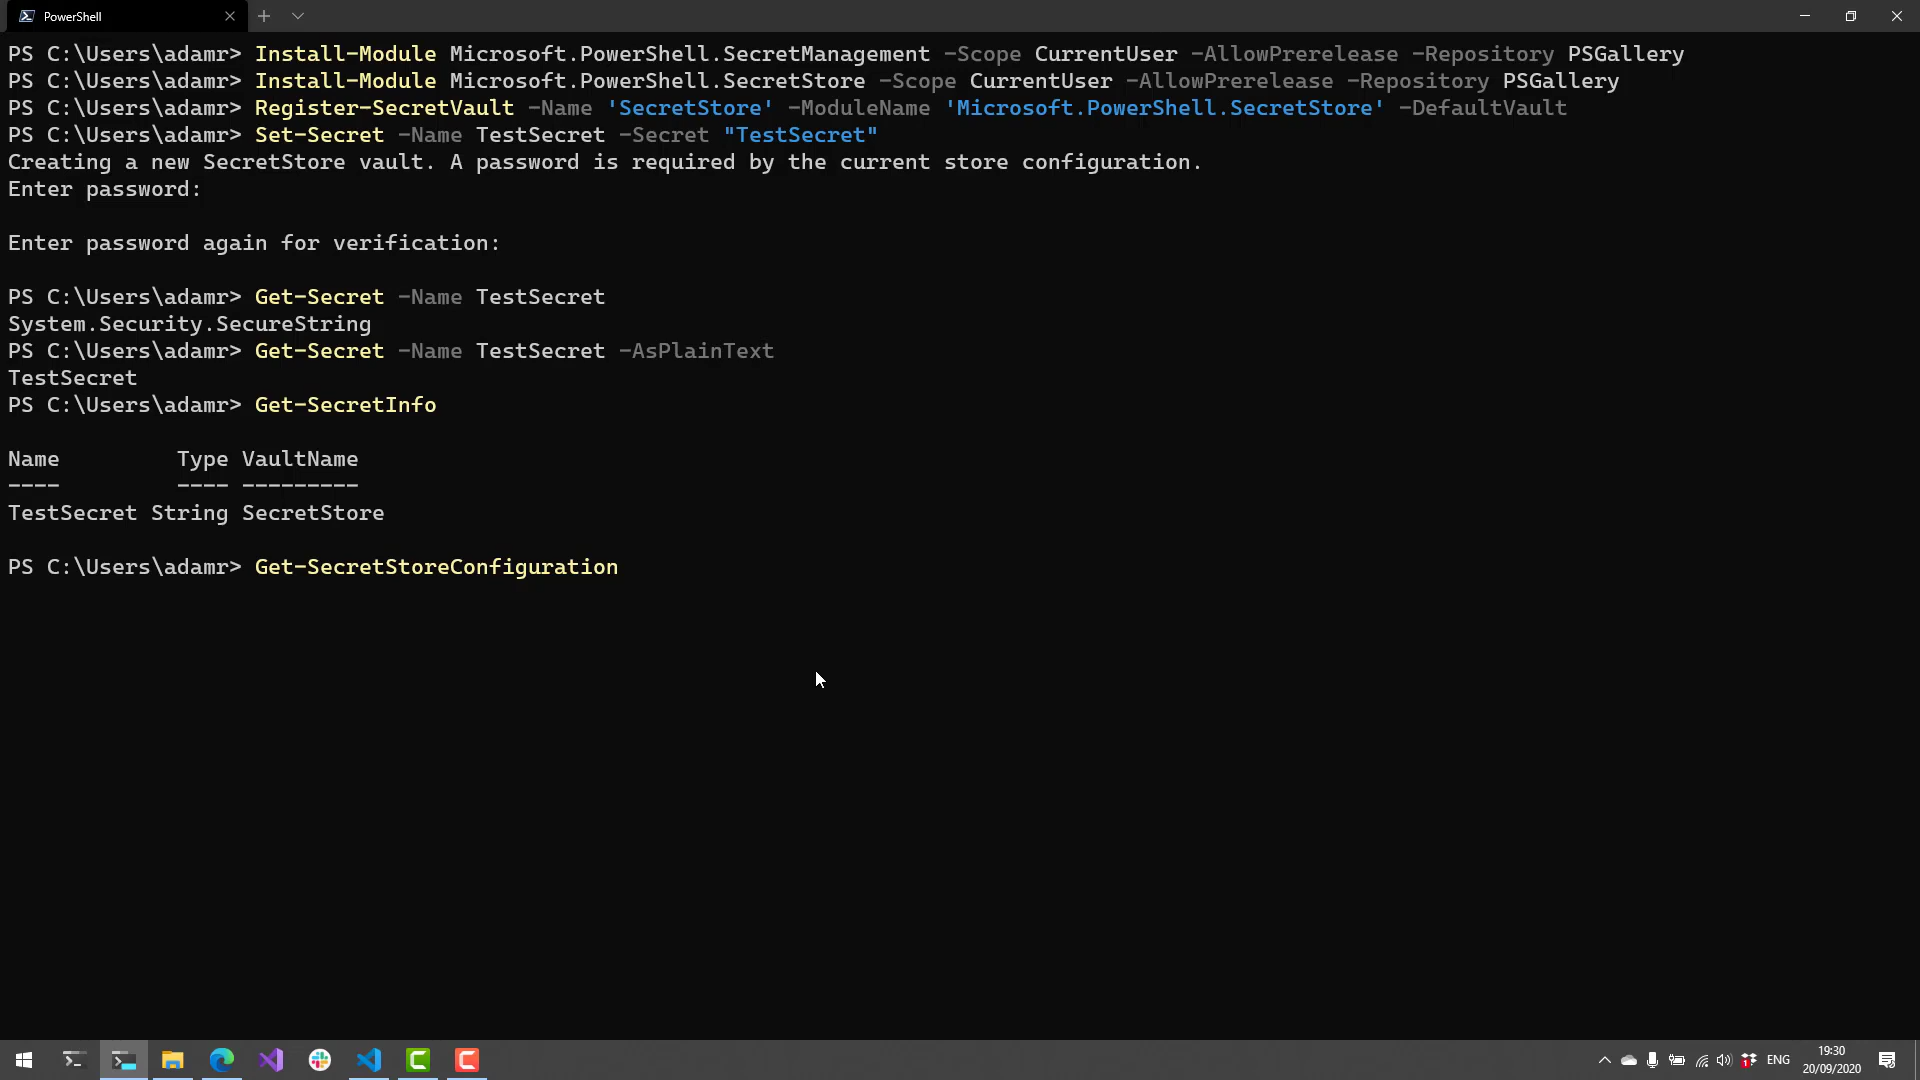 PowerShell
PS C:\Users\adamr> Install-Module Microsoft.PowerShell.SecretManagement -Scope CurrentUser -AllowPrerelease -Repository PSGallery
PS C:\Users\adamr> Install-Module Microsoft.PowerShell.SecretStore -Scope CurrentUser -AllowPrerelease -Repository PSGallery
PS C:\Users\adamr> Register-SecretVault -Name 'SecretStore' -ModuleName 'Microsoft.PowerShell.SecretStore' -DefaultVault
PS C:\Users\adamr> Set-Secret -Name TestSecret -Secret "TestSecret"
Creating a new SecretStore vault. A password is required by the current store configuration.
Enter password:
Enter password again for verification:
PS C:\Users\adamr> Get-Secret -Name TestSecret
System.Security.SecureString
PS C:\Users\adamr> Get-Secret -Name TestSecret -AsPlainText
TestSecret
PS C:\Users\adamr> Get-SecretInfo
Name         Type VaultName
----         ---- ---------
TestSecret String SecretStore
PS C:\Users\adamr> Get-SecretStoreConfiguration
ENG
19:30
20/09/2020